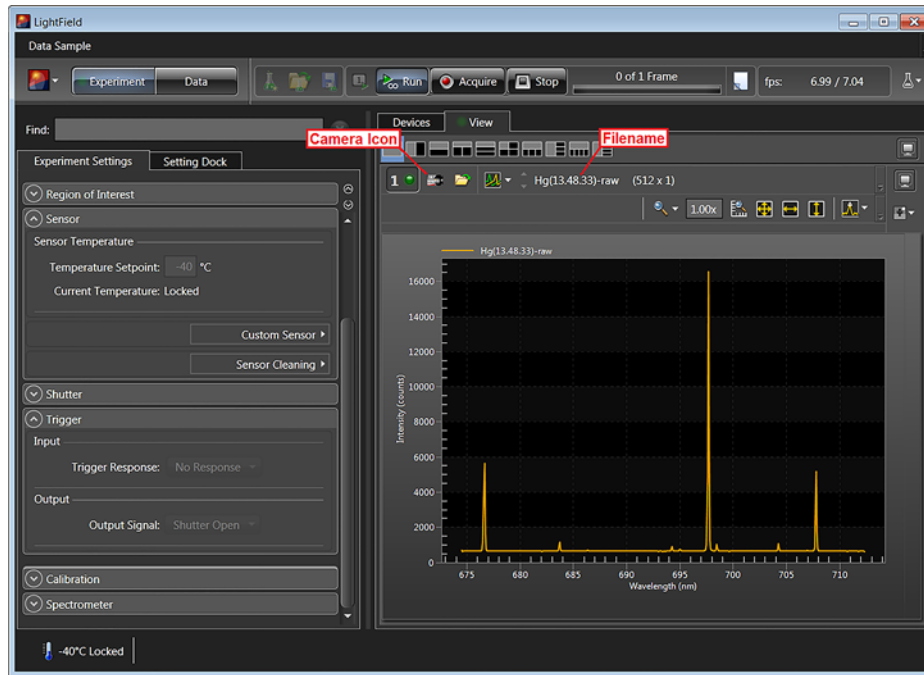 LightField
Data Sample
Experiment Data Run Acquire Stop 0 of 1 Frame fps: 6.99 / 7.04
Find:
Experiment Settings Setting Dock
Region of Interest
Sensor
Sensor Temperature
Temperature Setpoint: -40 °C
Current Temperature: Locked
Custom Sensor
Sensor Cleaning
Shutter
Trigger
Input
Trigger Response: No Response
Output
Output Signal: Shutter Open
Calibration
Spectrometer
-40°C Locked
Devices View
Camera Icon Filename
1 Hg(13.48.33)-raw (512 x 1)
1.00x
Hg(13.48.33)-raw
16000
14000
12000
10000
8000
6000
4000
2000
0
Intensity (counts)
675 680 685 690 695 700 705 710
Wavelength (nm)